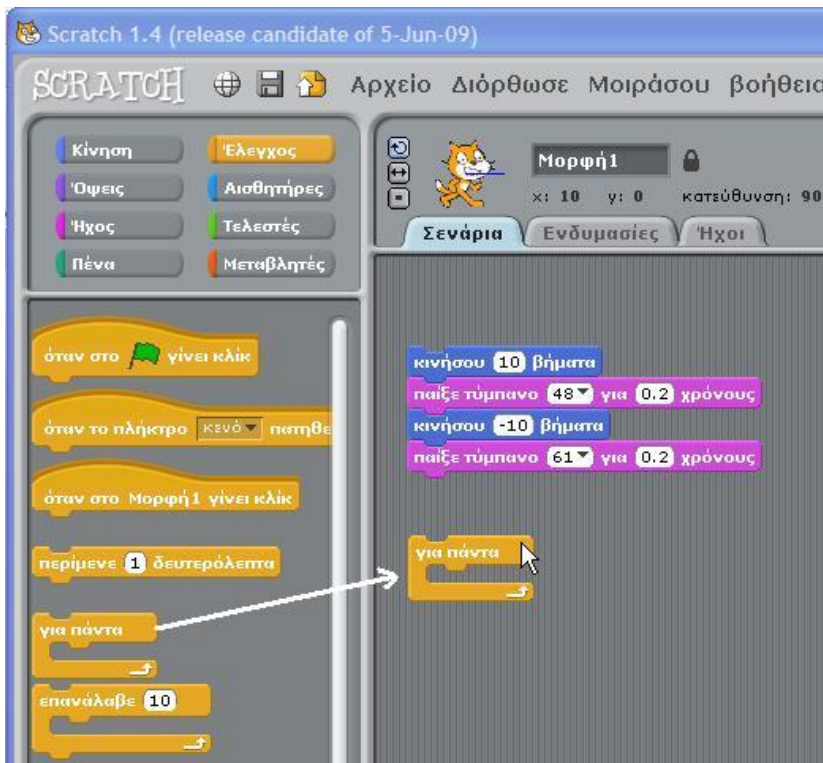 Scratch 1.4 (release candidate of 5-Jun-09)
SCRATCH Αρχείο Διόρθωσε Μοιράσου βοήθεια
Κίνηση Έλεγχος
Όψεις Αισθητήρες
Ήχος Τελεστές
Πένα Μεταβλητές
Μορφή1
x: 10 y: 0 κατεύθυνση: 90
Σενάρια Ενδυμασίες Ήχοι
όταν στο γίνει κλίκ
όταν το πλήκτρο κενό πατηθε
όταν στο Μορφή1 γίνει κλίκ
περίμενε 1 δευτερόλεπτα
για πάντα
επανάλαβε 10
κινήσου 10 βήματα
παίξε τύμπανο 48 για 0.2 χρόνους
κινήσου -10 βήματα
παίξε τύμπανο 61 για 0.2 χρόνους
για πάντα